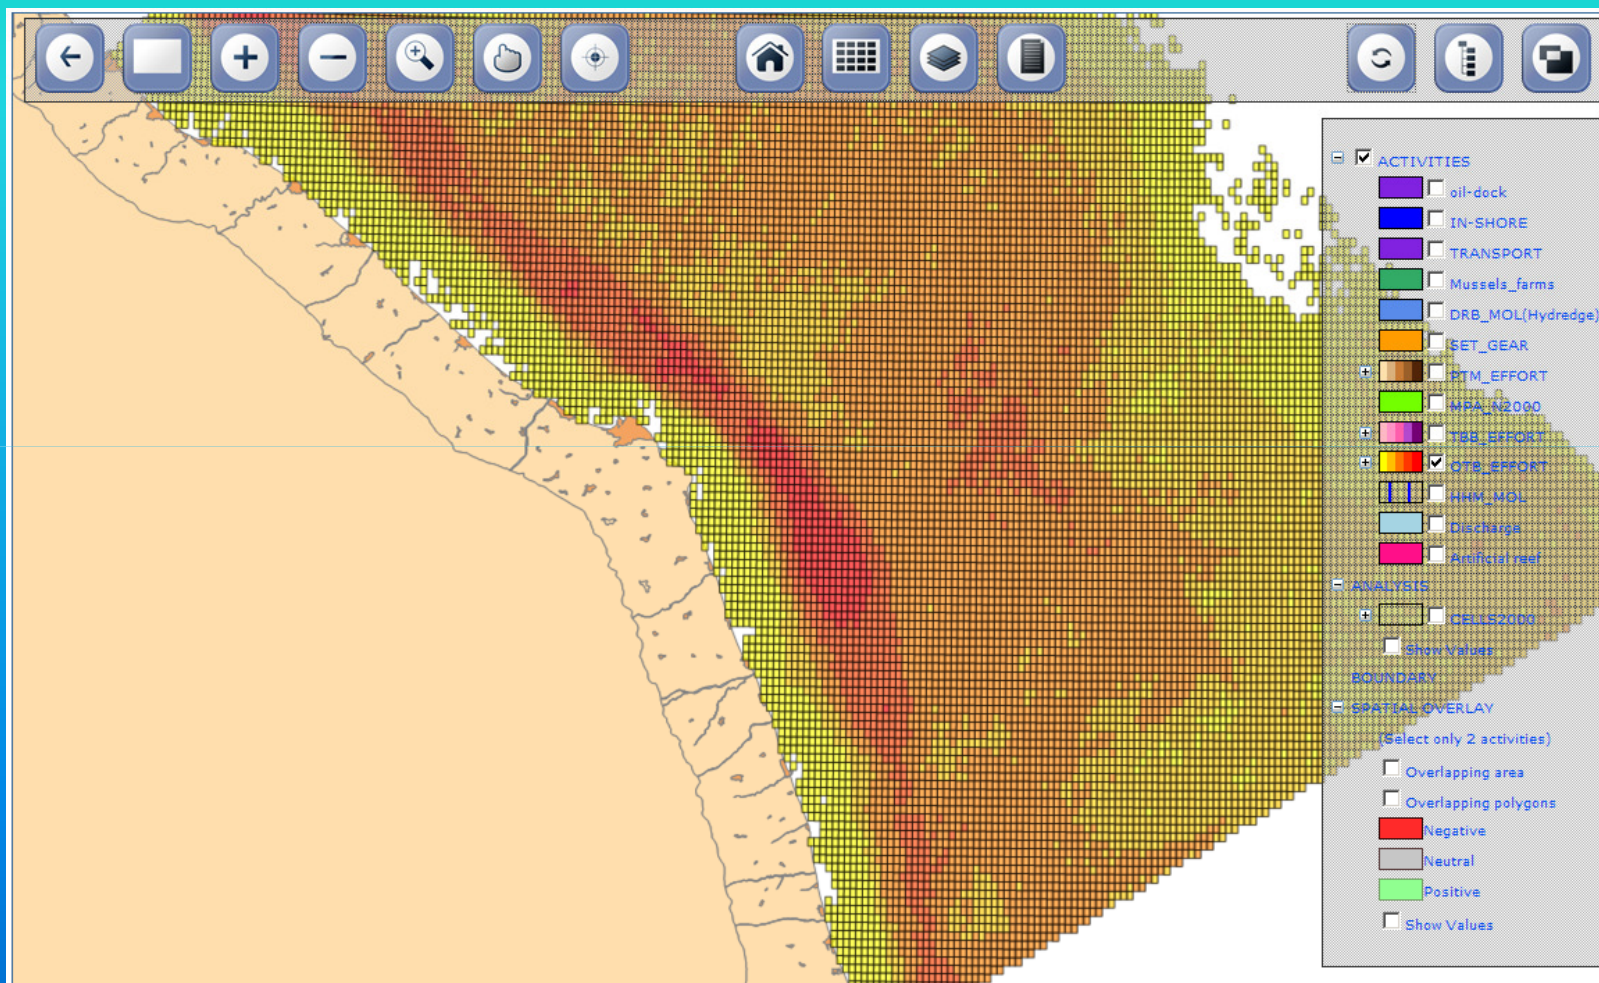 ACTIVITIES
oil-dock
IN-SHORE
TRANSPORT
Mussels_farms
DRB_MOL(Hydredge)
SET_GEAR
PTM_EFFORT
MPA_N2000
TBB_EFFORT
OTB_EFFORT
HHM_MOL
Discharge
Artificial reef
ANALYSIS
CELLS2000
Show Values
BOUNDARY
SPATIAL OVERLAY
(Select only 2 activities)
Overlapping area
Overlapping polygons
Negative
Neutral
Positive
Show Values